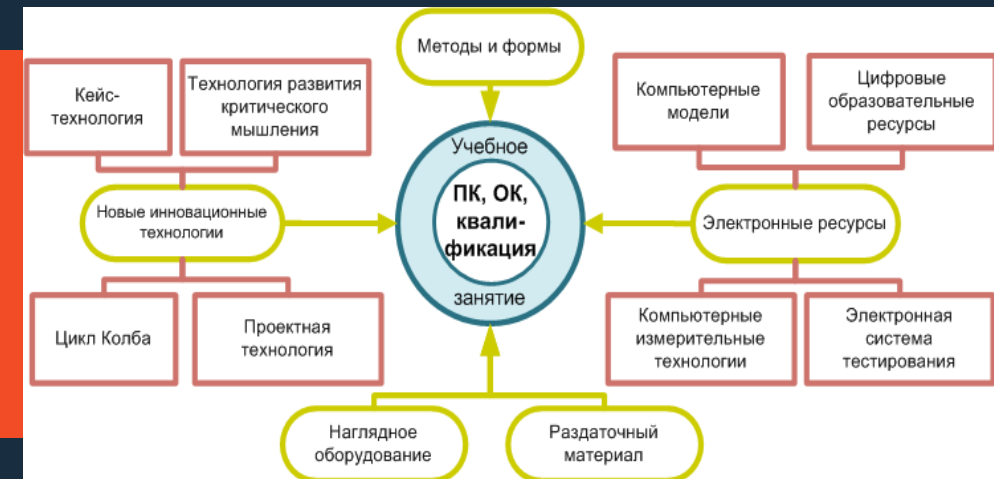 Методы и формы
Кейс-
технология
Технология развития
критического
мышления
Компьютерные
модели
Цифровые
образовательные
ресурсы
Учебное
ПК, ОК,
квали-
фикация
занятие
Новые инновационные
технологии
Электронные ресурсы
Цикл Колба
Проектная
технология
Компьютерные
измерительные
технологии
Электронная
система
тестирования
Наглядное
оборудование
Раздаточный
материал